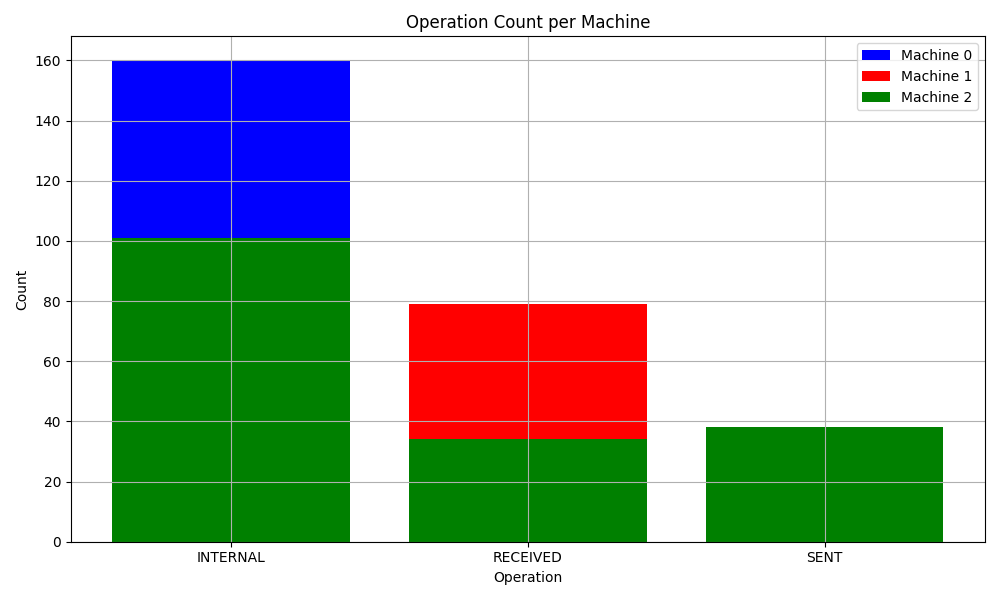 Operation Count per Machine
Machine 0
Machine 1
Machine 2
160
140
120
100
80
60
40
20
0
Count
INTERNAL RECEIVED SENT
Operation